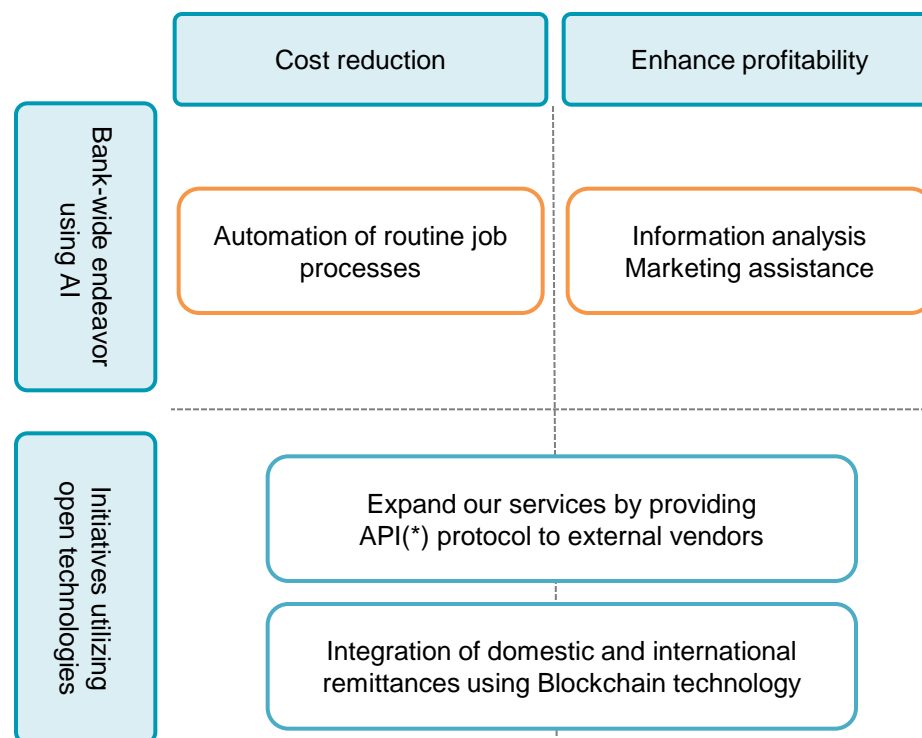 Cost reduction
Enhance profitability
Bank-wide endeavor
using AI
Automation of routine job
processes
Information analysis
Marketing assistance
Initiatives utilizing
open technologies
Expand our services by providing
API(*) protocol to external vendors
Integration of domestic and international
remittances using Blockchain technology